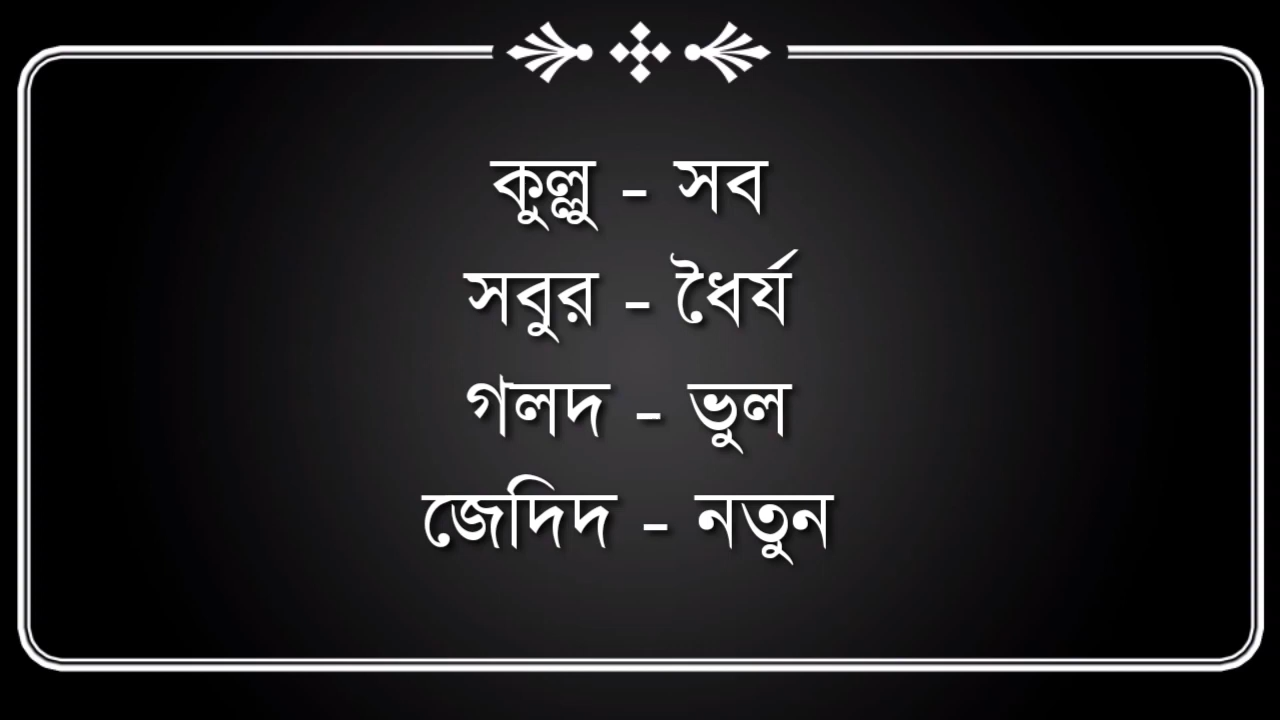 কুল্লু - সব
সবুর - ধৈর্য
গলদ - ভুল
জেদিদ - নতুন